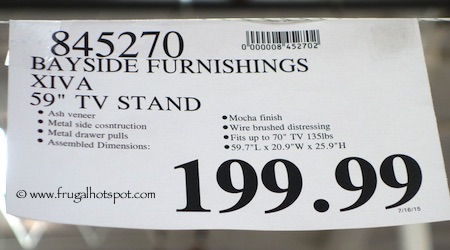 845270
0000008452702
BAYSIDE FURNISHINGS
XIVA
59" TV STAND
• Ash veneer
• Metal side cosntruction
• Metal drawer pulls
• Assembled Dimensions:
• Mocha finish
• Wire brushed distressing
• Fits up to 70" TV 135lbs
• 59.7"L x 20.9"W x 25.9"H
199.99
7/16/15
© www.frugalhotspot.com